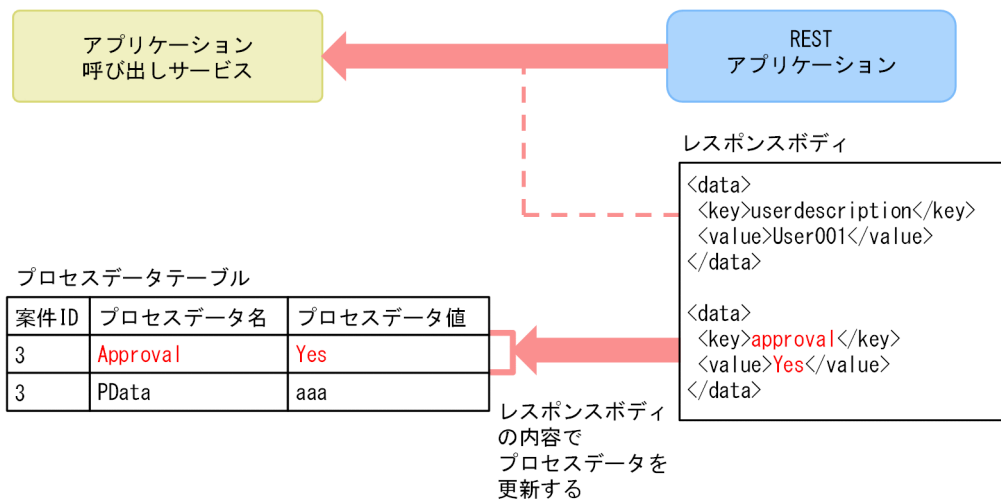 アプリケーション
呼び出しサービス
REST
アプリケーション
レスポンスボディ
<data>
<key>userdescription</key>
<value>User001</value>
</data>
<data>
<key>approval</key>
<value>Yes</value>
</data>
プロセスデータテーブル
案件ID プロセスデータ名 プロセスデータ値
3 Approval Yes
3 PData aaa
レスポンスボディ
の内容で
プロセスデータを
更新する